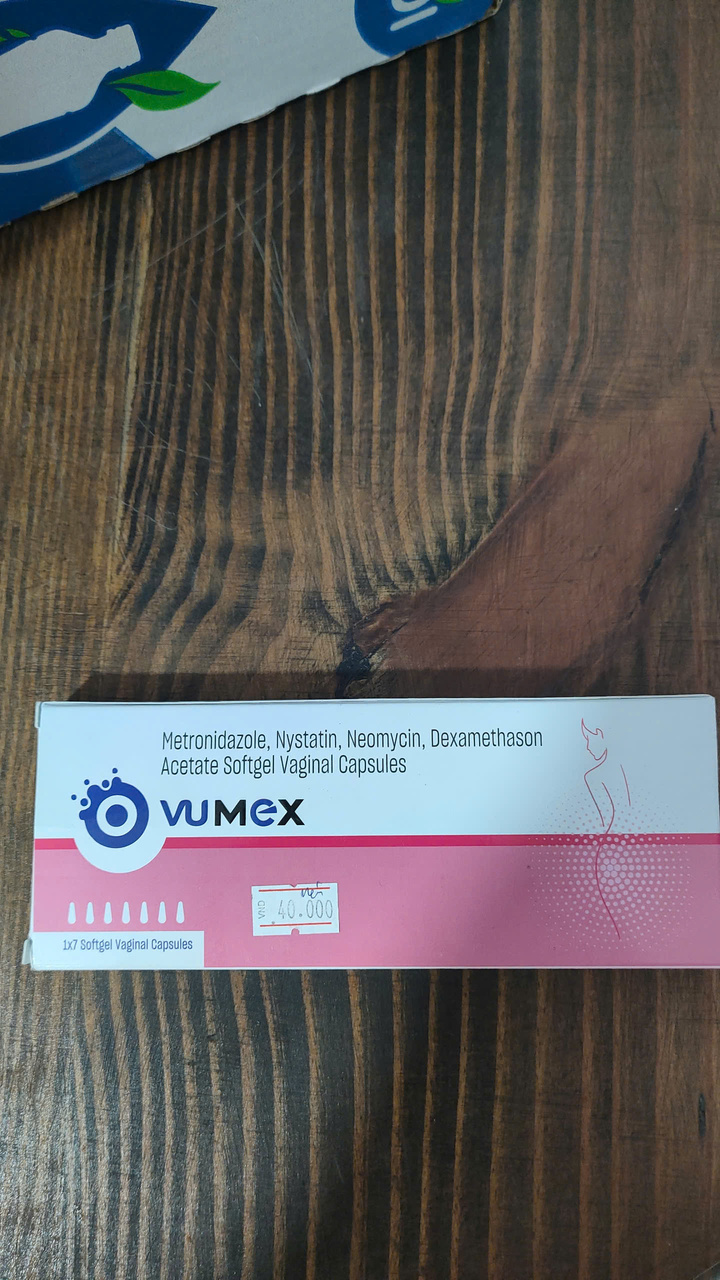 Metronidazole, Nystatin, Neomycin, Dexamethason
Acetate Softgel Vaginal Capsules
VUMEX
VND 40.000
1x7 Softgel Vaginal Capsules